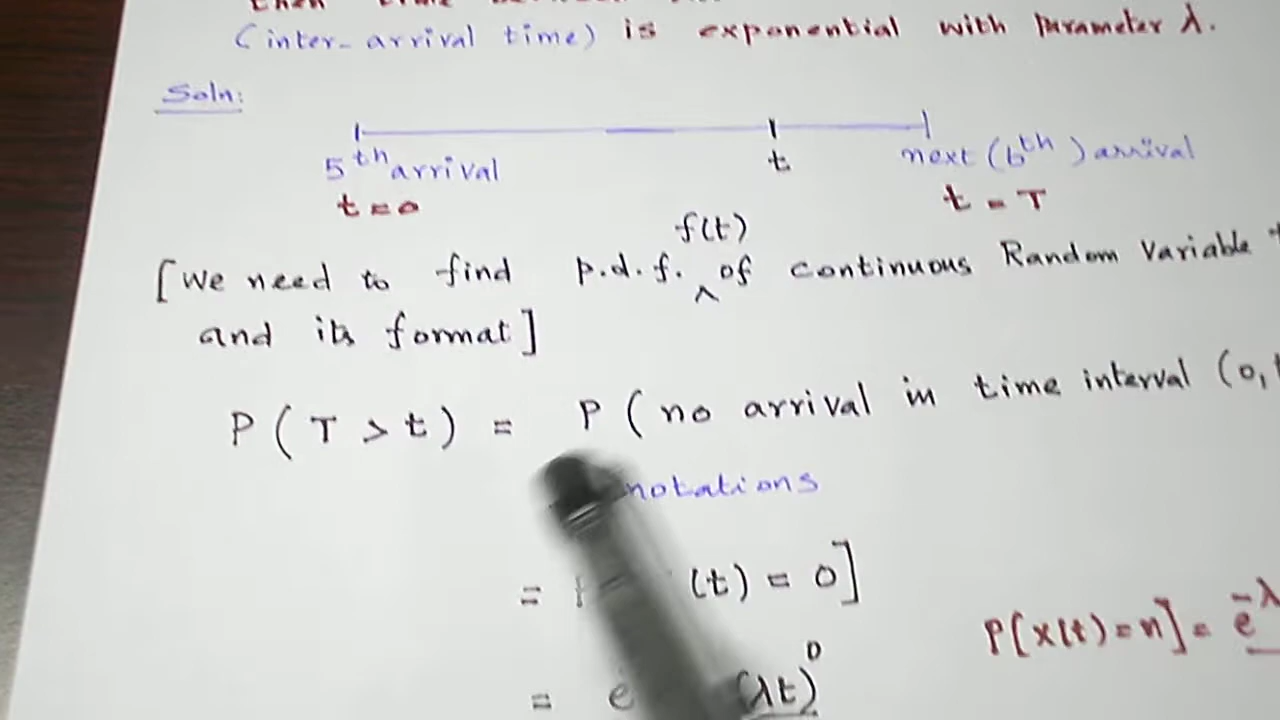 (inter-arrival time) is exponential with parameter λ.
Soln:
5th arrival t next (6th) arrival
t = 0 t = T
f(t)
[We need to find p.d.f. ^ of continuous Random Variable
and its format]
P(T > t) = P(no arrival in time interval (0,
notations
= (t) = 0]
P[x(t) = n] = e^-λ
= e (λt)^0